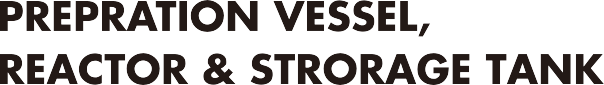 PREPRATION VESSEL,
REACTOR & STRORAGE TANK